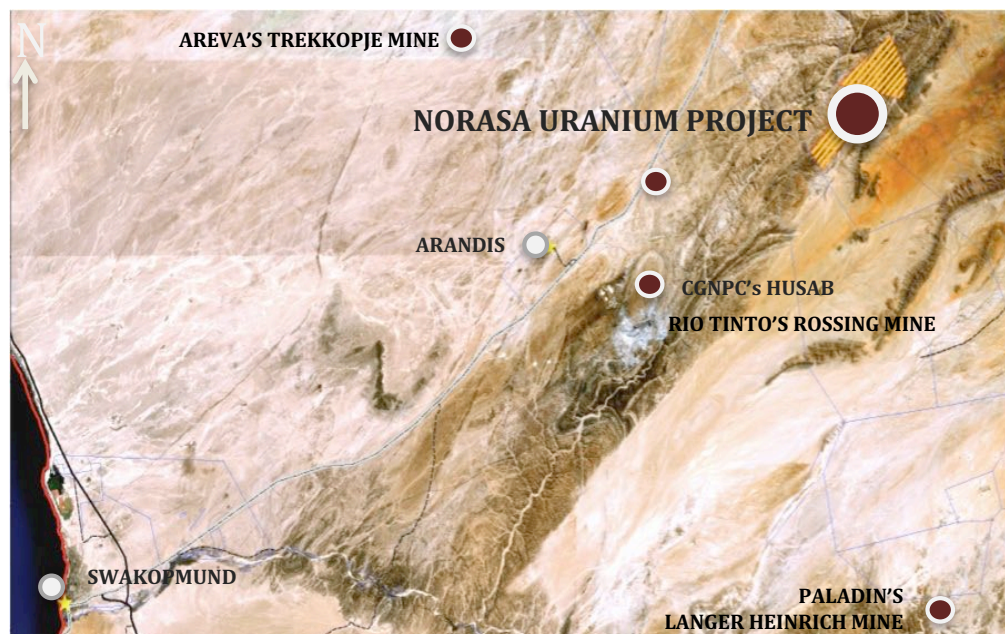 N
AREVA’S TREKKOPJE MINE
NORASA URANIUM PROJECT
ARANDIS
CGNPC’s HUSAB
RIO TINTO’S ROSSING MINE
SWAKOPMUND
PALADIN’S
LANGER HEINRICH MINE